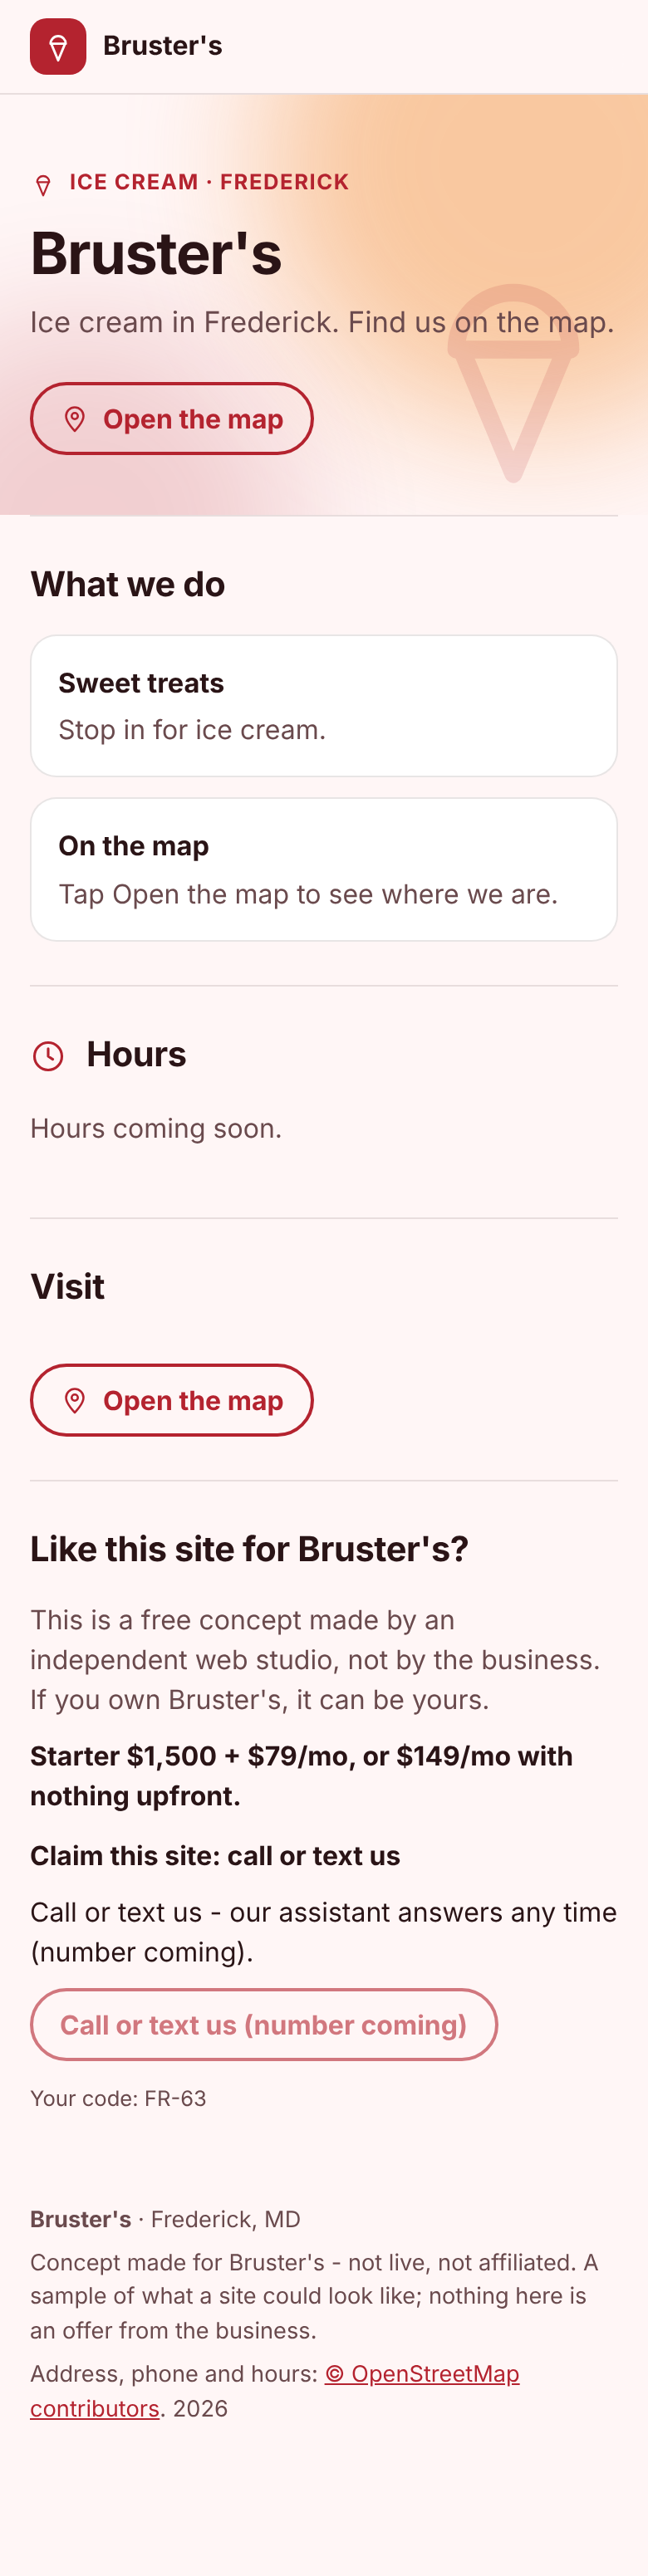 Bruster's
ICE CREAM · FREDERICK
Bruster's
Ice cream in Frederick. Find us on the map.
Open the map
What we do
Sweet treats
Stop in for ice cream.
On the map
Tap Open the map to see where we are.
Hours
Hours coming soon.
Visit
Open the map
Like this site for Bruster's?
This is a free concept made by an
independent web studio, not by the business.
If you own Bruster's, it can be yours.
Starter $1,500 + $79/mo, or $149/mo with
nothing upfront.
Claim this site: call or text us
Call or text us - our assistant answers any time
(number coming).
Call or text us (number coming)
Your code: FR-63
Bruster's · Frederick, MD
Concept made for Bruster's - not live, not affiliated. A
sample of what a site could look like; nothing here is
an offer from the business.
Address, phone and hours: © OpenStreetMap
contributors. 2026